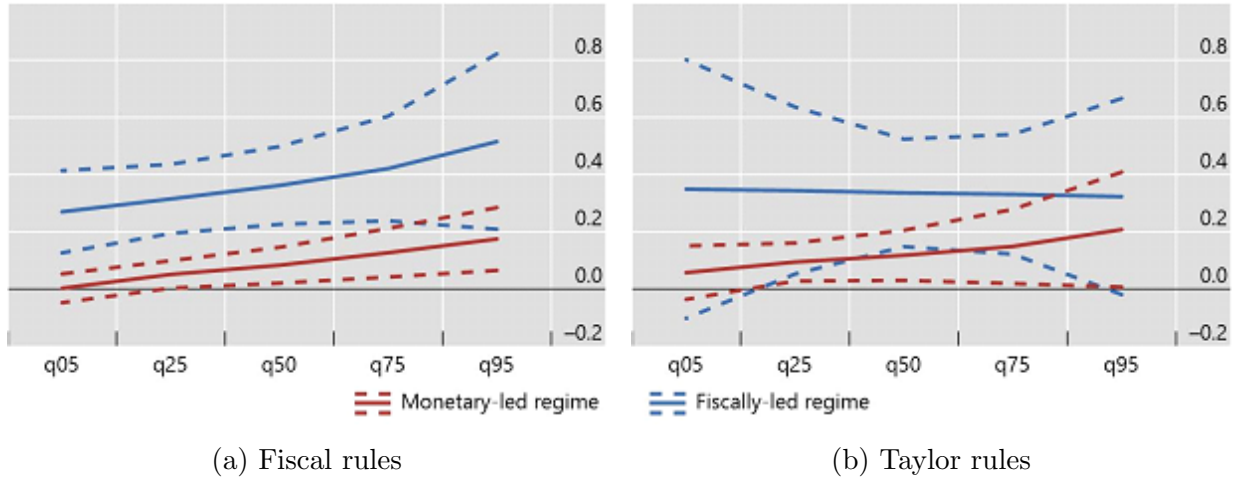 0.8
0.6
0.4
0.2
0.0
–0.2
q05 q25 q50 q75 q95
0.8
0.6
0.4
0.2
0.0
–0.2
q05 q25 q50 q75 q95
Monetary-led regime Fiscally-led regime
(a) Fiscal rules
(b) Taylor rules